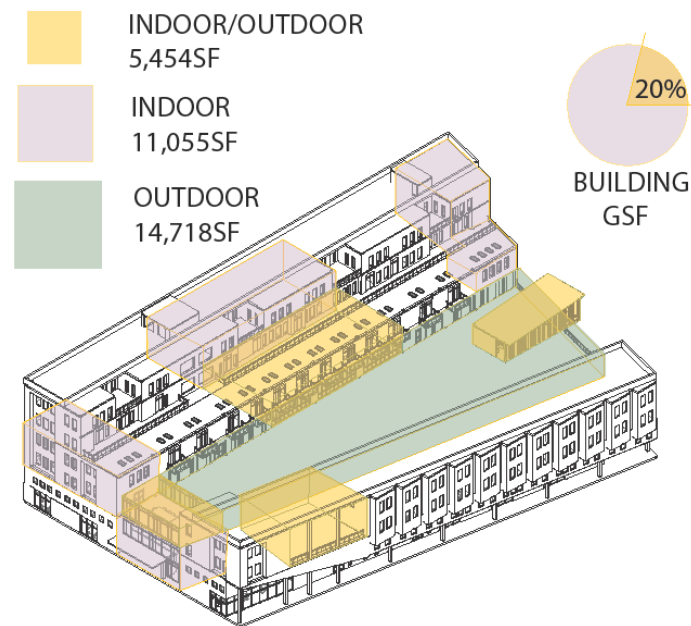 INDOOR/OUTDOOR
5,454SF
INDOOR
11,055SF
OUTDOOR
14,718SF
20%
BUILDING
GSF